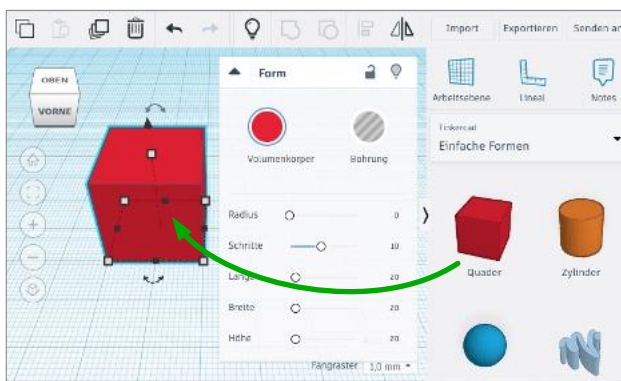 Import Exportieren Senden an
OBEN
VORNE
Form
Volumenkörper Bohrung
Radius 0
Schritte 10
Länge 20
Breite 20
Höhe 20
Fangraster 1,0 mm
Arbeitsebene Lineal Notes
Tinkercad
Einfache Formen
Quader Zylinder